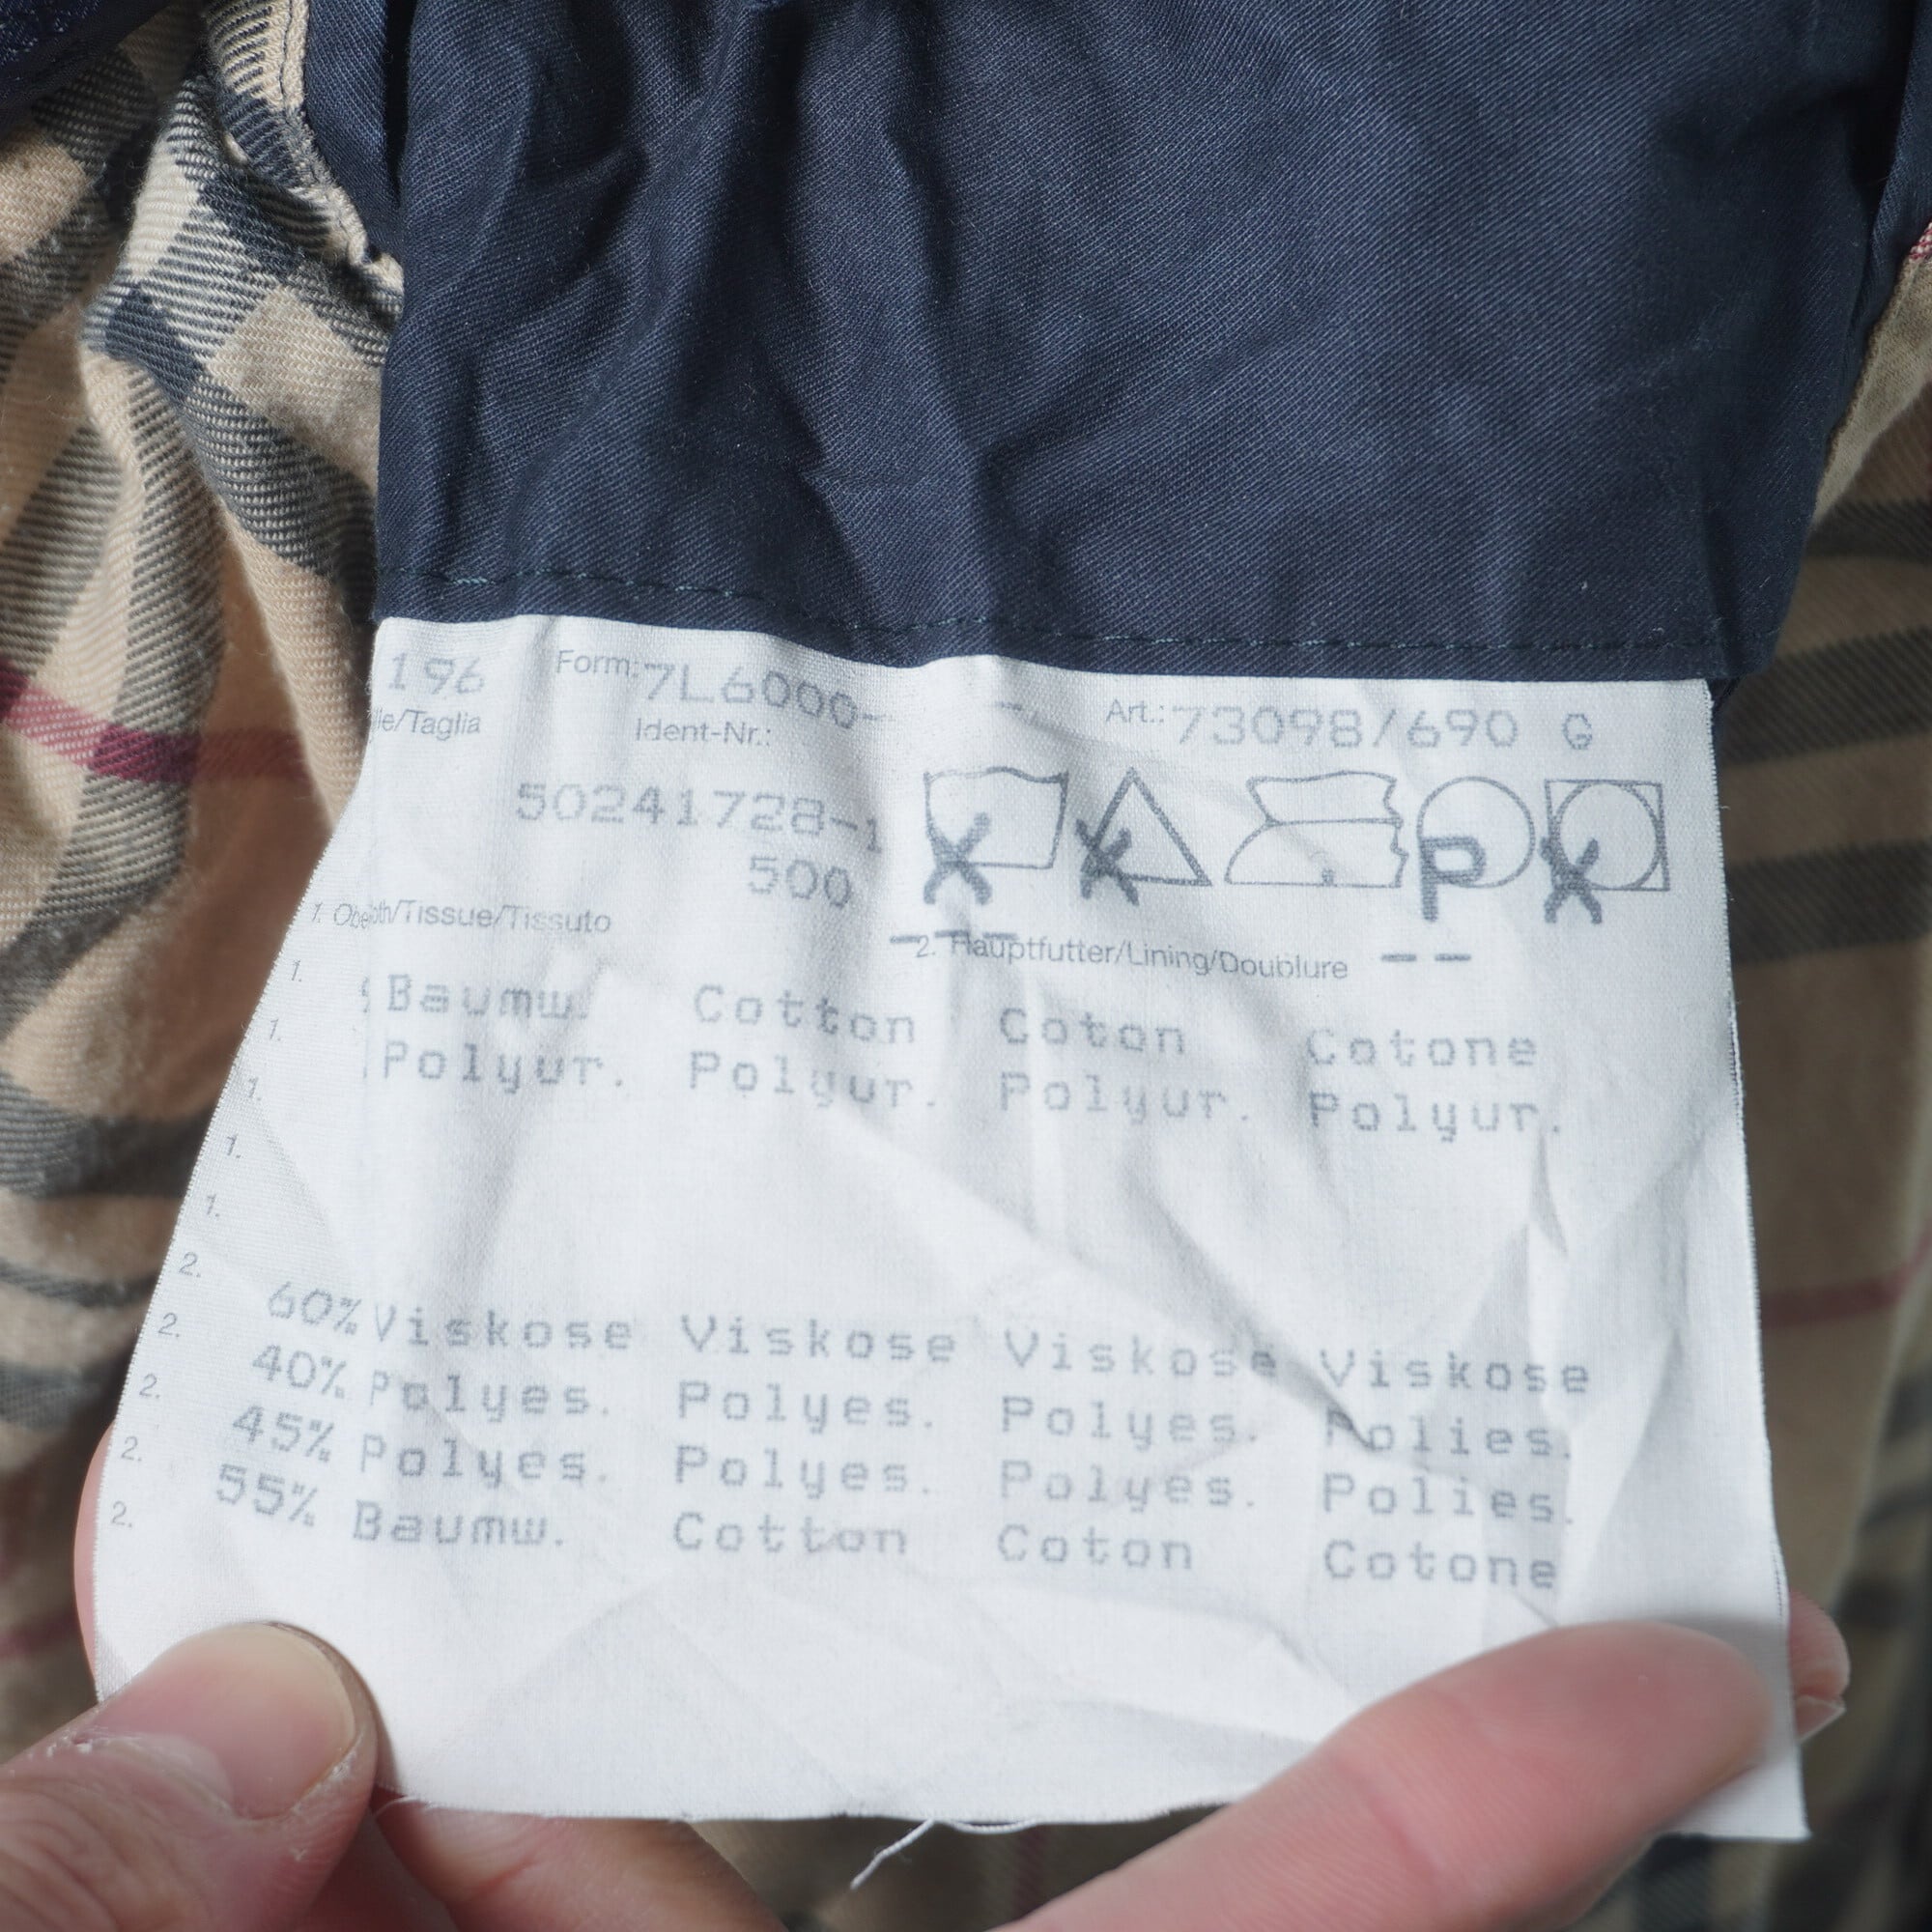 196 Form: 7L6000- Art.: 73098/690 G
lle/Taglia Ident-Nr.:
50241728-1
500 X X P X
1. Obe oth/Tissue/Tissuto
2. Hauptfutter/Lining/Doublure
1. Baumw. Cotton Coton Cotone
1. Polyur. Polyur. Polyur. Polyur.
1.
1.
1.
2. 60% Viskose Viskose Viskose Viskose
2. 40% Polyes. Polyes. Polyes. Polies.
2. 45% Polyes. Polyes. Polyes. Polies.
2. 55% Baumw. Cotton Coton Cotone
2.